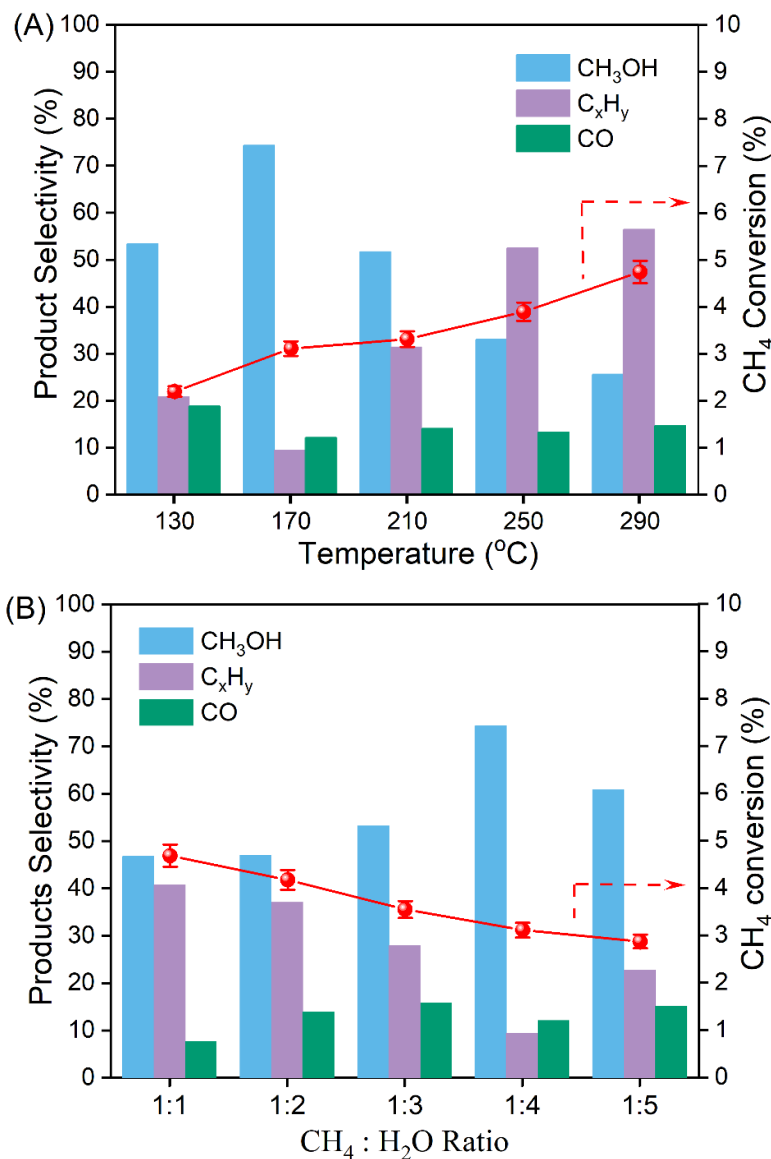 (A)
100
90
80
70
60
50
40
30
20
10
0
Product Selectivity (%)
CH₃OH
CₓHᵧ
CO
10
9
8
7
6
5
4
3
2
1
0
CH₄ Conversion (%)
130 170 210 250 290
Temperature (°C)
(B)
100
90
80
70
60
50
40
30
20
10
0
Products Selectivity (%)
CH₃OH
CₓHᵧ
CO
10
9
8
7
6
5
4
3
2
1
0
CH₄ conversion (%)
1:1 1:2 1:3 1:4 1:5
CH₄ : H₂O Ratio